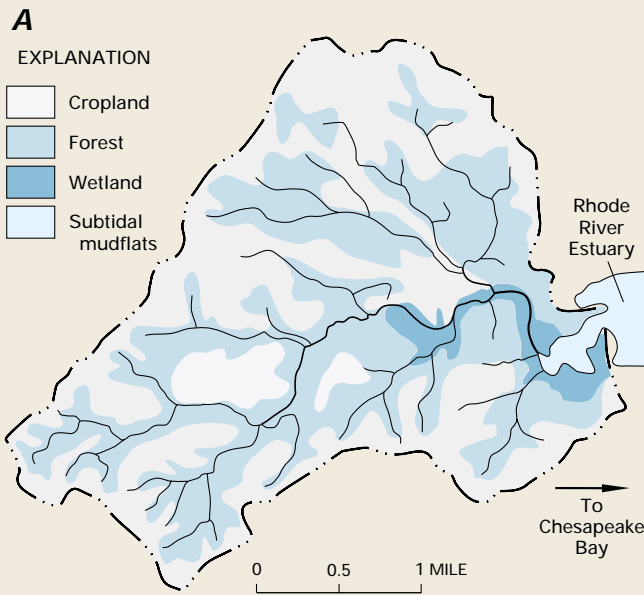 A
EXPLANATION
Cropland
Forest
Wetland
Subtidal
mudflats
Rhode
River
Estuary
To
Chesapeake
Bay
0 0.5 1 MILE